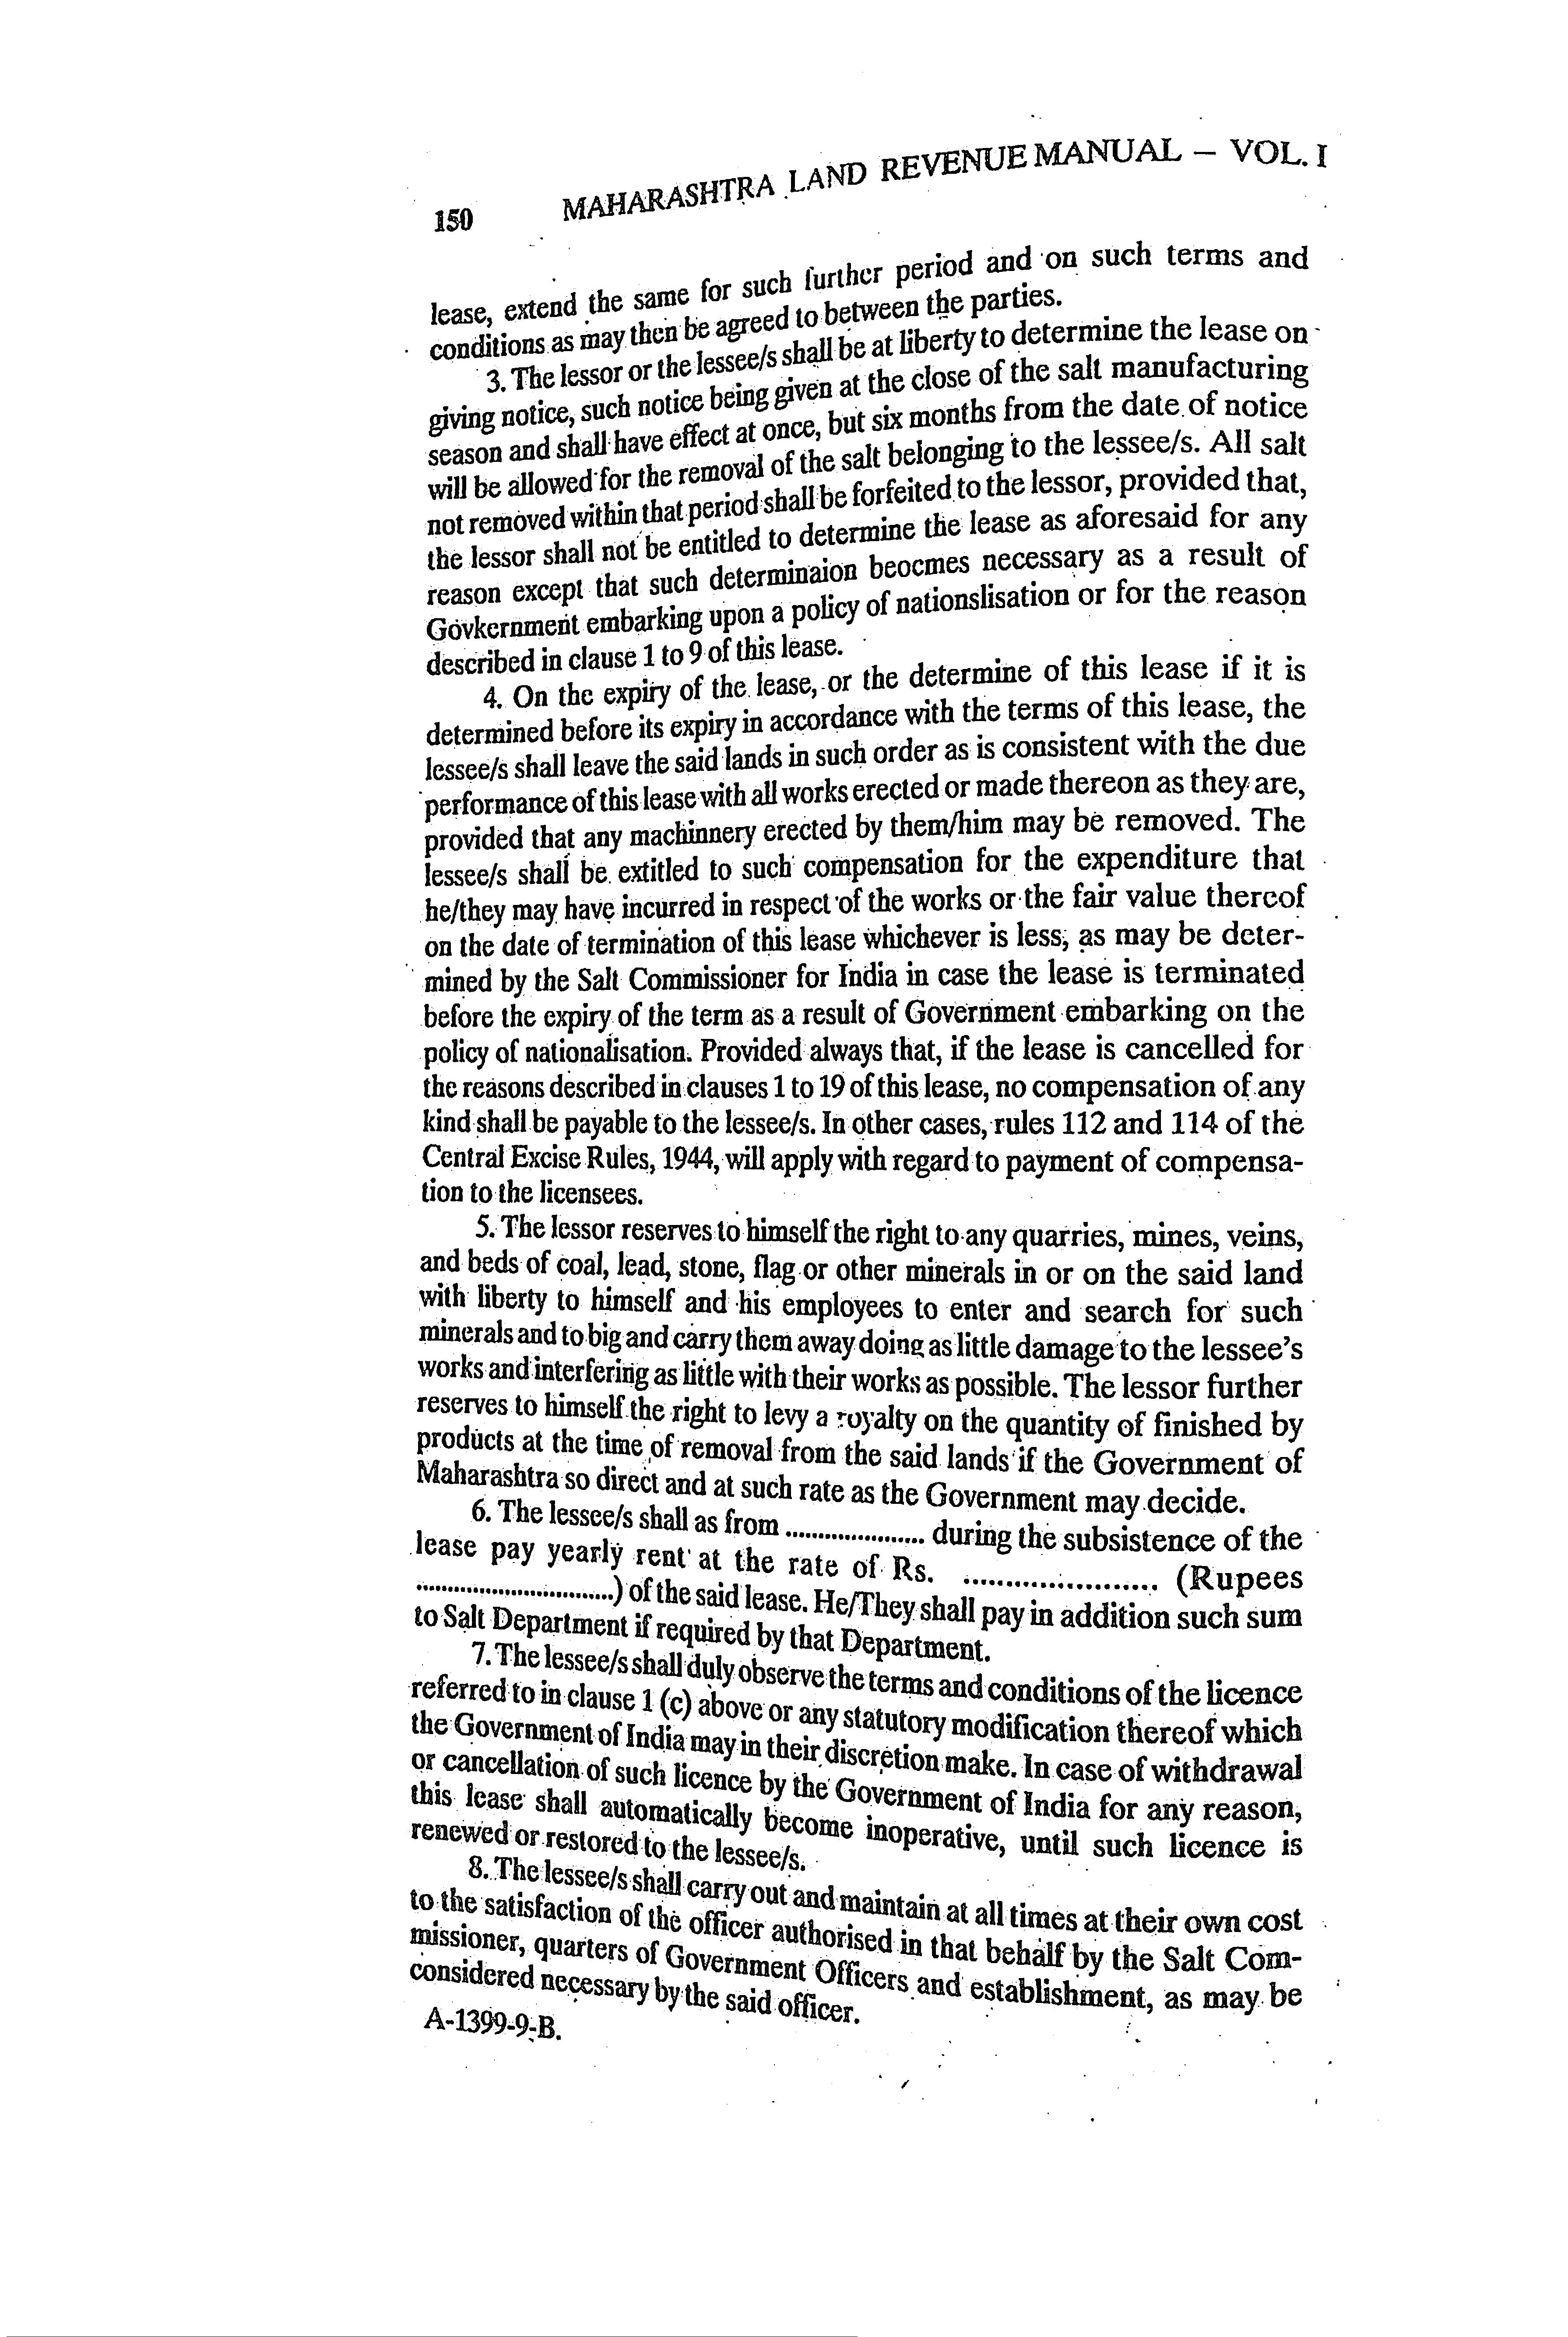 150 MAHARASHTRA LAND REVENUE MANUAL – VOL. I
lease, extend the same for such further period and on such terms and
conditions as may then be agreed to between the parties.
3. The lessor or the lessee/s shall be at liberty to determine the lease on
giving notice, such notice being given at the close of the salt manufacturing
season and shall have effect at once, but six months from the date of notice
will be allowed for the removal of the salt belonging to the lessee/s. All salt
not removed within that period shall be forfeited to the lessor, provided that,
the lessor shall not be entitled to determine the lease as aforesaid for any
reason except that such determinaion beocmes necessary as a result of
Govkernment embarking upon a policy of nationslisation or for the reason
described in clause 1 to 9 of this lease.
4. On the expiry of the lease, or the determine of this lease if it is
determined before its expiry in accordance with the terms of this lease, the
lessee/s shall leave the said lands in such order as is consistent with the due
performance of this lease with all works erected or made thereon as they are,
provided that any machinnery erected by them/him may be removed. The
lessee/s shall be extitled to such compensation for the expenditure that
he/they may have incurred in respect of the works or the fair value thereof
on the date of termination of this lease whichever is less, as may be deter-
mined by the Salt Commissioner for India in case the lease is terminated
before the expiry of the term as a result of Government embarking on the
policy of nationalisation. Provided always that, if the lease is cancelled for
the reasons described in clauses 1 to 19 of this lease, no compensation of any
kind shall be payable to the lessee/s. In other cases, rules 112 and 114 of the
Central Excise Rules, 1944, will apply with regard to payment of compensa-
tion to the licensees.
5. The lessor reserves to himself the right to any quarries, mines, veins,
and beds of coal, lead, stone, flag or other minerals in or on the said land
with liberty to himself and his employees to enter and search for such
minerals and to big and carry them away doing as little damage to the lessee's
works and interfering as little with their works as possible. The lessor further
reserves to himself the right to levy a royalty on the quantity of finished by
products at the time of removal from the said lands if the Government of
Maharashtra so direct and at such rate as the Government may decide.
6. The lessee/s shall as from ..................... during the subsistence of the
lease pay yearly rent at the rate of Rs. ....................... (Rupees
.............................) of the said lease. He/They shall pay in addition such sum
to Salt Department if required by that Department.
7. The lessee/s shall duly observe the terms and conditions of the licence
referred to in clause 1 (c) above or any statutory modification thereof which
the Government of India may in their discretion make. In case of withdrawal
or cancellation of such licence by the Government of India for any reason,
this lease shall automatically become inoperative, until such licence is
renewed or restored to the lessee/s.
8. The lessee/s shall carry out and maintain at all times at their own cost
to the satisfaction of the officer authorised in that behalf by the Salt Com-
missioner, quarters of Government Officers and establishment, as may be
considered necessary by the said officer.
A-1399-9-B.